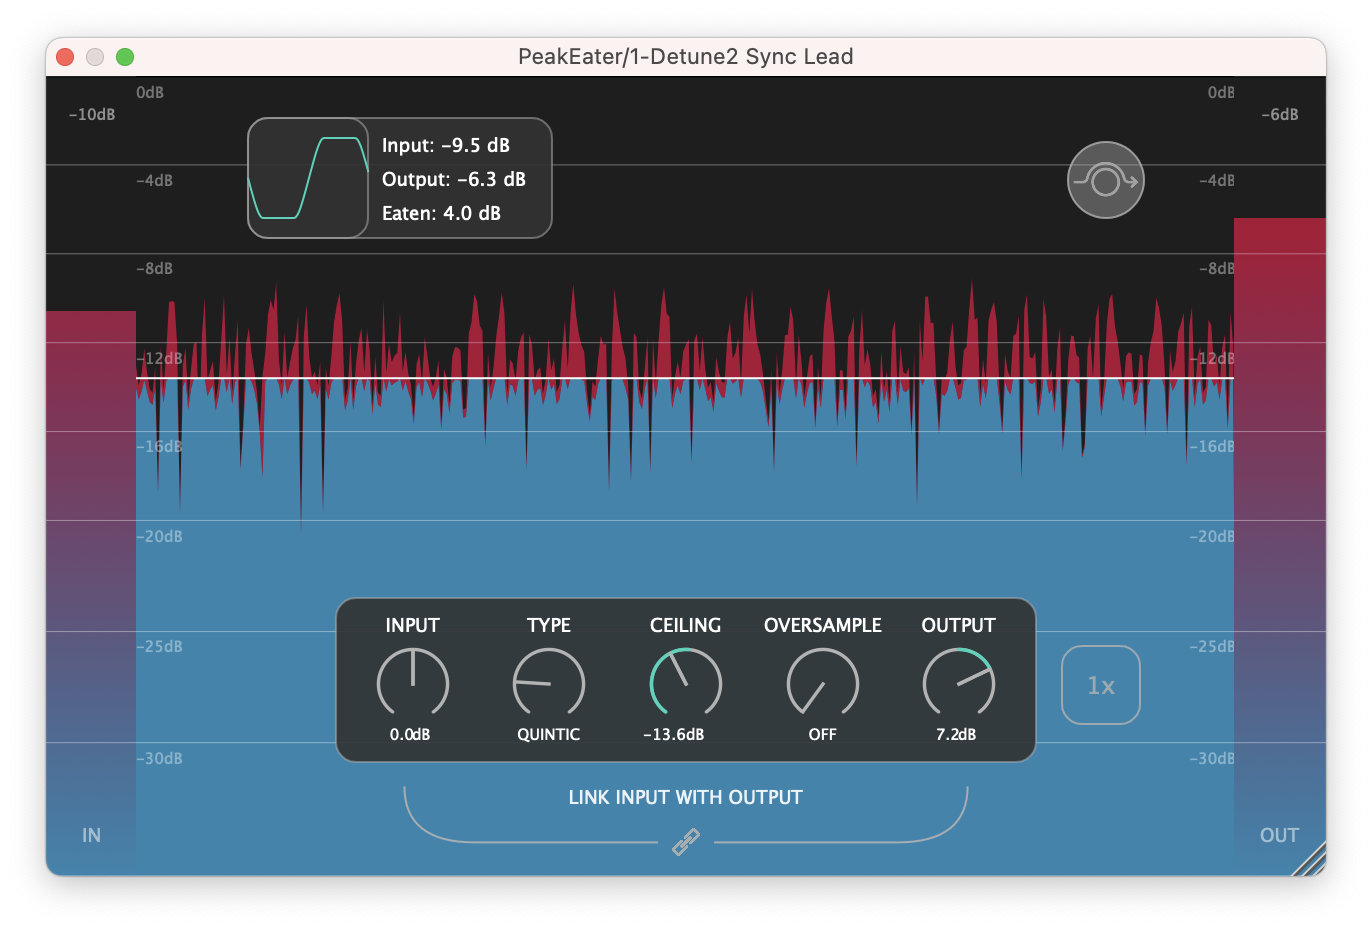 PeakEater/1-Detune2 Sync Lead
0dB
0dB
-10dB
-6dB
Input: -9.5 dB
-4dB
Output: -6.3 dB
-4dB
Eaten: 4.0 dB
-8dB
-8dB
-12dB
-12dB
-16dB
-16dB
-20dB
-20dB
INPUT
TYPE
CEILING
OVERSAMPLE
OUTPUT
-25dB
-25dB
1x
0.0dB
QUINTIC
-13.6dB
OFF
7.2dB
-30dB
-30dB
LINK INPUT WITH OUTPUT
IN
OUT